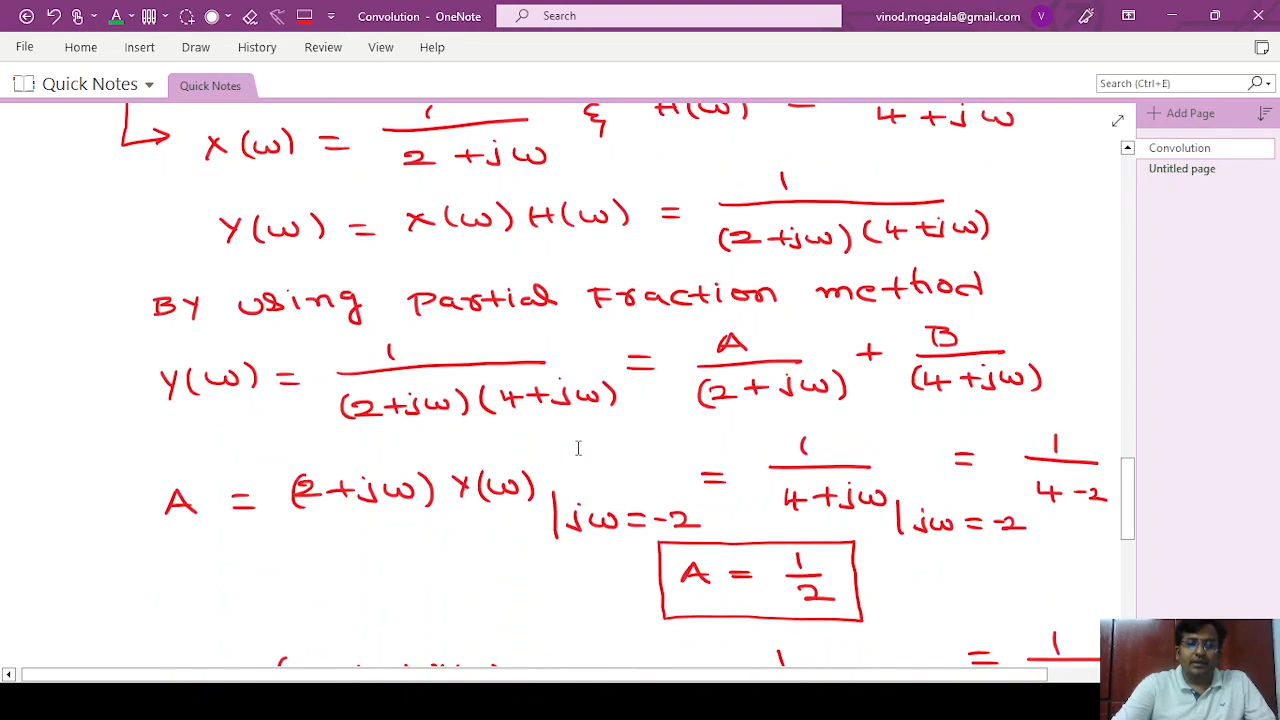 Convolution - OneNote
Search
vinod.mogadala@gmail.com
V
File Home Insert Draw History Review View Help
Quick Notes
Quick Notes
Search (Ctrl+E)
Add Page
Convolution
Untitled page
X(ω) = 1/(2+jω) & H(ω) = 1/(4+jω)
Y(ω) = X(ω) H(ω) = 1/((2+jω)(4+jω))
By using Partial Fraction method
Y(ω) = 1/((2+jω)(4+jω)) = A/(2+jω) + B/(4+jω)
A = (2+jω) Y(ω) | jω=-2 = 1/(4+jω) | jω=-2 = 1/(4-2)
A = 1/2